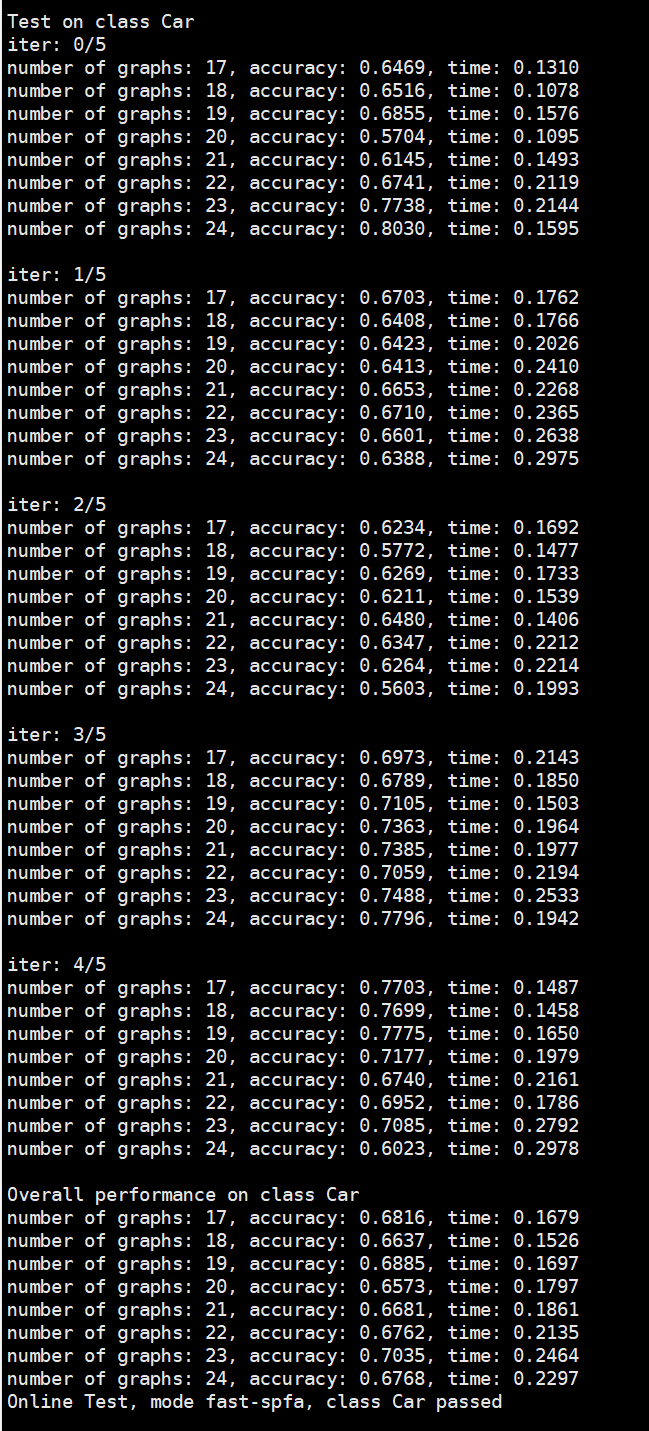 Test on class Car
iter: 0/5
number of graphs: 17, accuracy: 0.6469, time: 0.1310
number of graphs: 18, accuracy: 0.6516, time: 0.1078
number of graphs: 19, accuracy: 0.6855, time: 0.1576
number of graphs: 20, accuracy: 0.5704, time: 0.1095
number of graphs: 21, accuracy: 0.6145, time: 0.1493
number of graphs: 22, accuracy: 0.6741, time: 0.2119
number of graphs: 23, accuracy: 0.7738, time: 0.2144
number of graphs: 24, accuracy: 0.8030, time: 0.1595
iter: 1/5
number of graphs: 17, accuracy: 0.6703, time: 0.1762
number of graphs: 18, accuracy: 0.6408, time: 0.1766
number of graphs: 19, accuracy: 0.6423, time: 0.2026
number of graphs: 20, accuracy: 0.6413, time: 0.2410
number of graphs: 21, accuracy: 0.6653, time: 0.2268
number of graphs: 22, accuracy: 0.6710, time: 0.2365
number of graphs: 23, accuracy: 0.6601, time: 0.2638
number of graphs: 24, accuracy: 0.6388, time: 0.2975
iter: 2/5
number of graphs: 17, accuracy: 0.6234, time: 0.1692
number of graphs: 18, accuracy: 0.5772, time: 0.1477
number of graphs: 19, accuracy: 0.6269, time: 0.1733
number of graphs: 20, accuracy: 0.6211, time: 0.1539
number of graphs: 21, accuracy: 0.6480, time: 0.1406
number of graphs: 22, accuracy: 0.6347, time: 0.2212
number of graphs: 23, accuracy: 0.6264, time: 0.2214
number of graphs: 24, accuracy: 0.5603, time: 0.1993
iter: 3/5
number of graphs: 17, accuracy: 0.6973, time: 0.2143
number of graphs: 18, accuracy: 0.6789, time: 0.1850
number of graphs: 19, accuracy: 0.7105, time: 0.1503
number of graphs: 20, accuracy: 0.7363, time: 0.1964
number of graphs: 21, accuracy: 0.7385, time: 0.1977
number of graphs: 22, accuracy: 0.7059, time: 0.2194
number of graphs: 23, accuracy: 0.7488, time: 0.2533
number of graphs: 24, accuracy: 0.7796, time: 0.1942
iter: 4/5
number of graphs: 17, accuracy: 0.7703, time: 0.1487
number of graphs: 18, accuracy: 0.7699, time: 0.1458
number of graphs: 19, accuracy: 0.7775, time: 0.1650
number of graphs: 20, accuracy: 0.7177, time: 0.1979
number of graphs: 21, accuracy: 0.6740, time: 0.2161
number of graphs: 22, accuracy: 0.6952, time: 0.1786
number of graphs: 23, accuracy: 0.7085, time: 0.2792
number of graphs: 24, accuracy: 0.6023, time: 0.2978
Overall performance on class Car
number of graphs: 17, accuracy: 0.6816, time: 0.1679
number of graphs: 18, accuracy: 0.6637, time: 0.1526
number of graphs: 19, accuracy: 0.6885, time: 0.1697
number of graphs: 20, accuracy: 0.6573, time: 0.1797
number of graphs: 21, accuracy: 0.6681, time: 0.1861
number of graphs: 22, accuracy: 0.6762, time: 0.2135
number of graphs: 23, accuracy: 0.7035, time: 0.2464
number of graphs: 24, accuracy: 0.6768, time: 0.2297
Online Test, mode fast-spfa, class Car passed